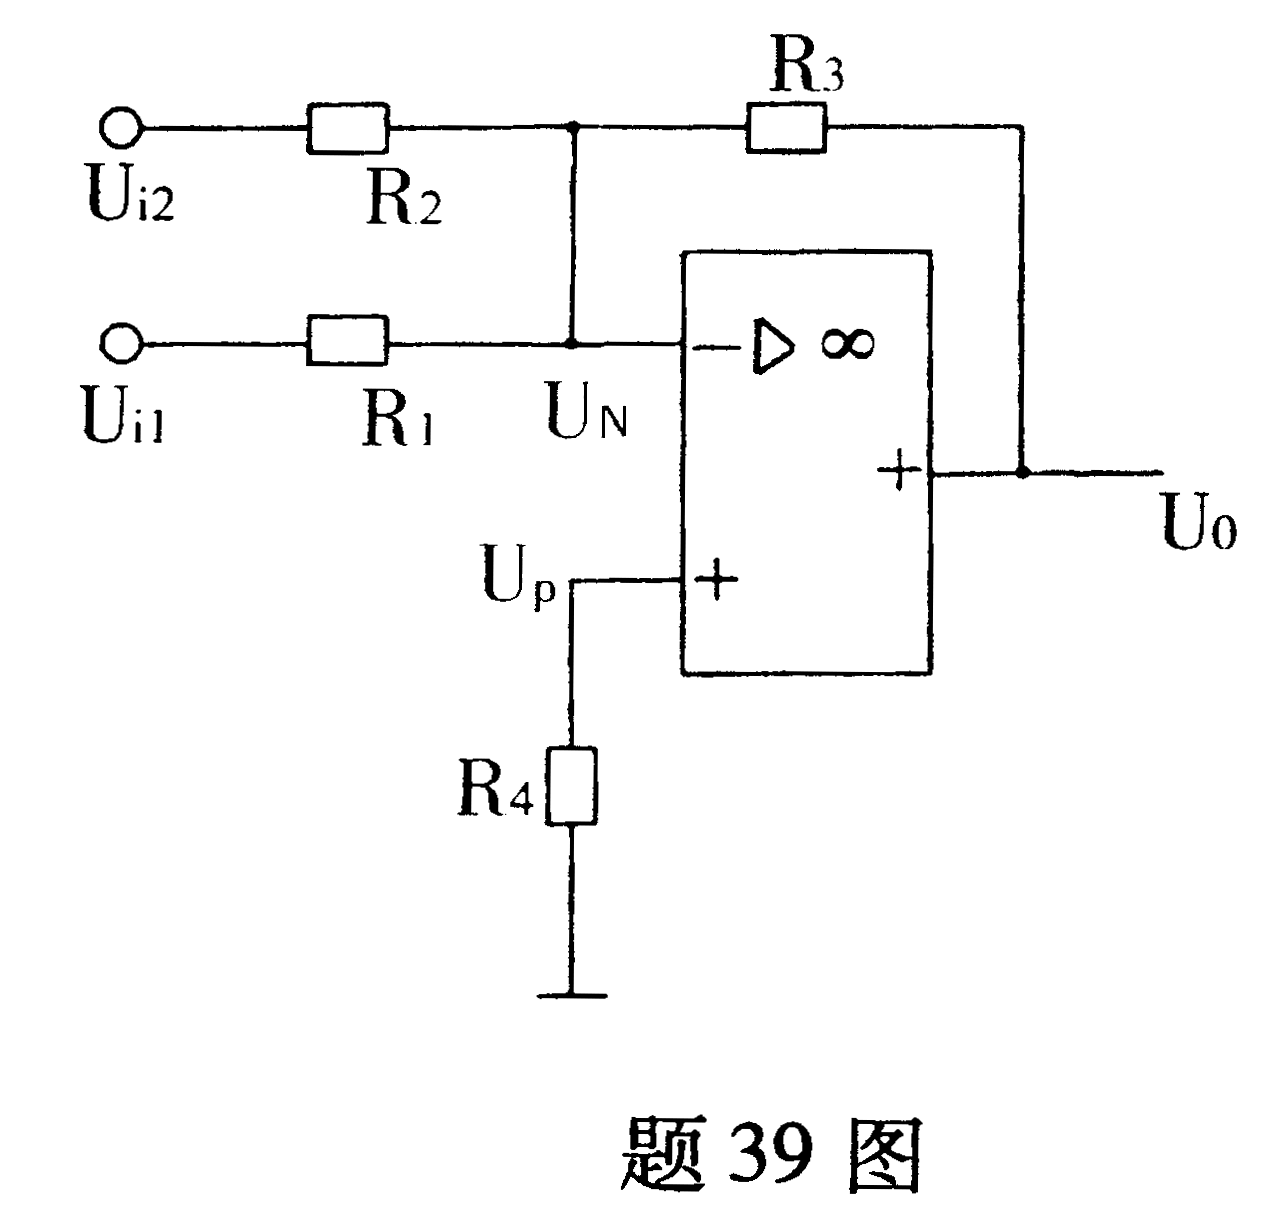 R3
Ui2
R2
Ui1
R1
UN
− ▷ ∞
+
U0
Up
+
R4
题 39 图